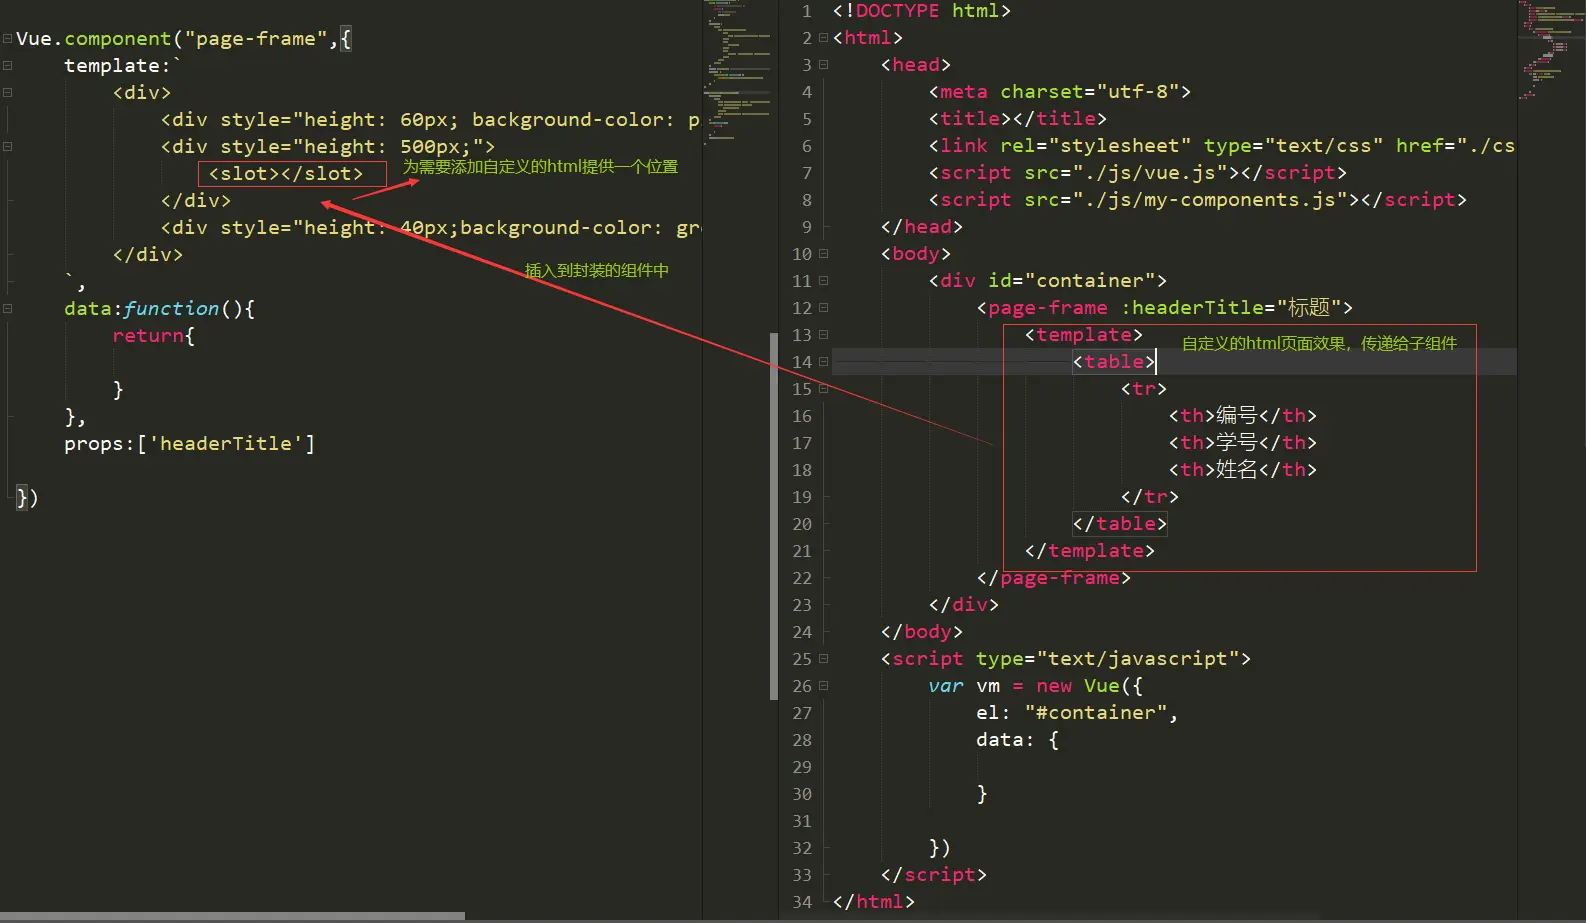 Vue.component("page-frame",{
template:`
<div>
<div style="height: 60px; background-color: p
<div style="height: 500px;">
<slot></slot>
为需要添加自定义的html提供一个位置
</div>
<div style="height: 40px;background-color: gr
</div>
插入到封装的组件中
`,
data:function(){
return{
}
},
props:['headerTitle']
})
1 <!DOCTYPE html>
2 <html>
3 <head>
4 <meta charset="utf-8">
5 <title></title>
6 <link rel="stylesheet" type="text/css" href="./cs
7 <script src="./js/vue.js"></script>
8 <script src="./js/my-components.js"></script>
9 </head>
10 <body>
11 <div id="container">
12 <page-frame :headerTitle="标题">
13 <template>
自定义的html页面效果，传递给子组件
14 <table>
15 <tr>
16 <th>编号</th>
17 <th>学号</th>
18 <th>姓名</th>
19 </tr>
20 </table>
21 </template>
22 </page-frame>
23 </div>
24 </body>
25 <script type="text/javascript">
26 var vm = new Vue({
27 el: "#container",
28 data: {
29
30 }
31
32 })
33 </script>
34 </html>